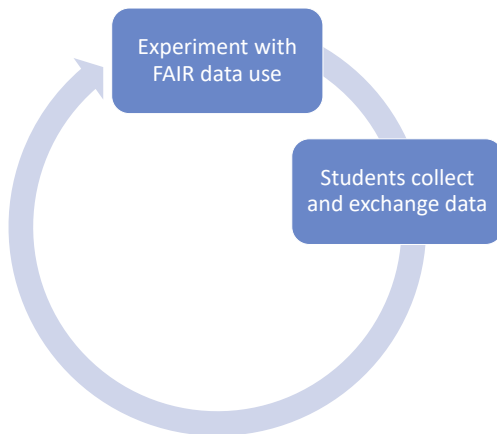 Experiment with
FAIR data use
Students collect
and exchange data